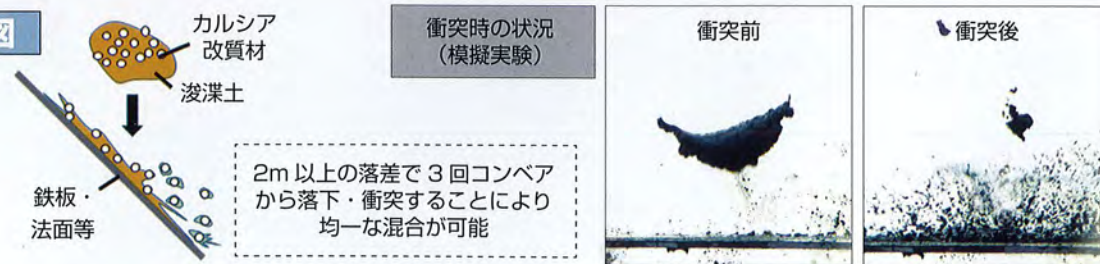 図
カルシア
改質材
浚渫土
鉄板・
法面等
2m 以上の落差で 3 回コンベア
から落下・衝突することにより
均一な混合が可能
衝突時の状況
（模擬実験）
衝突前
衝突後